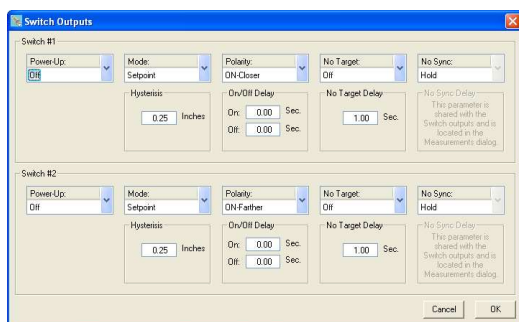 Switch Outputs
Switch #1
Power-Up:
Off
Mode:
Setpoint
Polarity:
ON-Closer
No Target:
Off
No Sync:
Hold
Hysterisis
0.25 Inches
On/Off Delay
On: 0.00 Sec.
Off: 0.00 Sec.
No Target Delay
1.00 Sec.
No Sync Delay
This parameter is
shared with the
Switch outputs and is
located in the
Measurements dialog.
Switch #2
Power-Up:
Off
Mode:
Setpoint
Polarity:
ON-Farther
No Target:
Off
No Sync:
Hold
Hysterisis
0.25 Inches
On/Off Delay
On: 0.00 Sec.
Off: 0.00 Sec.
No Target Delay
1.00 Sec.
No Sync Delay
This parameter is
shared with the
Switch outputs and is
located in the
Measurements dialog.
Cancel OK